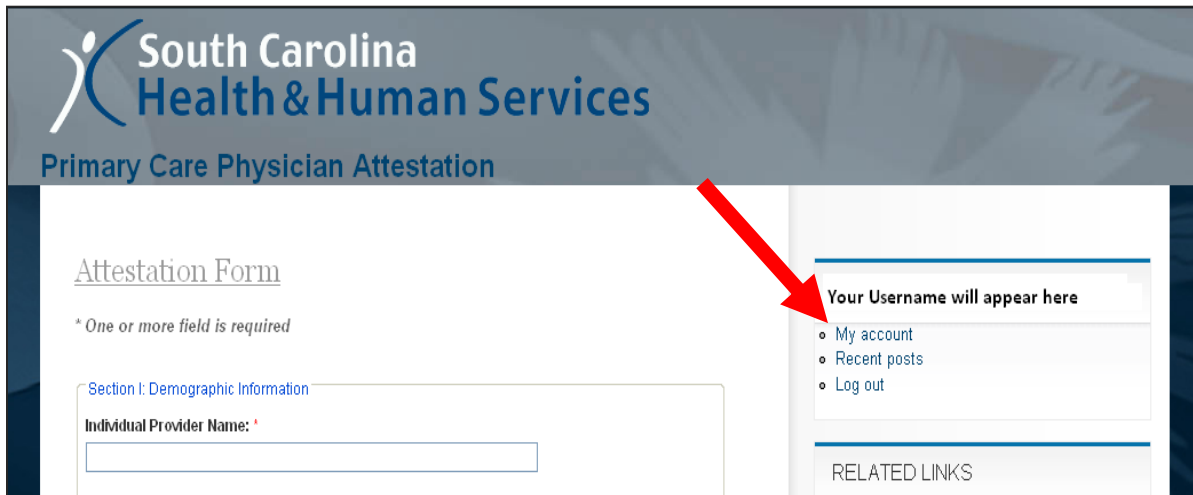 South Carolina
Health & Human Services
Primary Care Physician Attestation
Attestation Form
* One or more field is required
Section I: Demographic Information
Individual Provider Name: *
Your Username will appear here
My account
Recent posts
Log out
RELATED LINKS